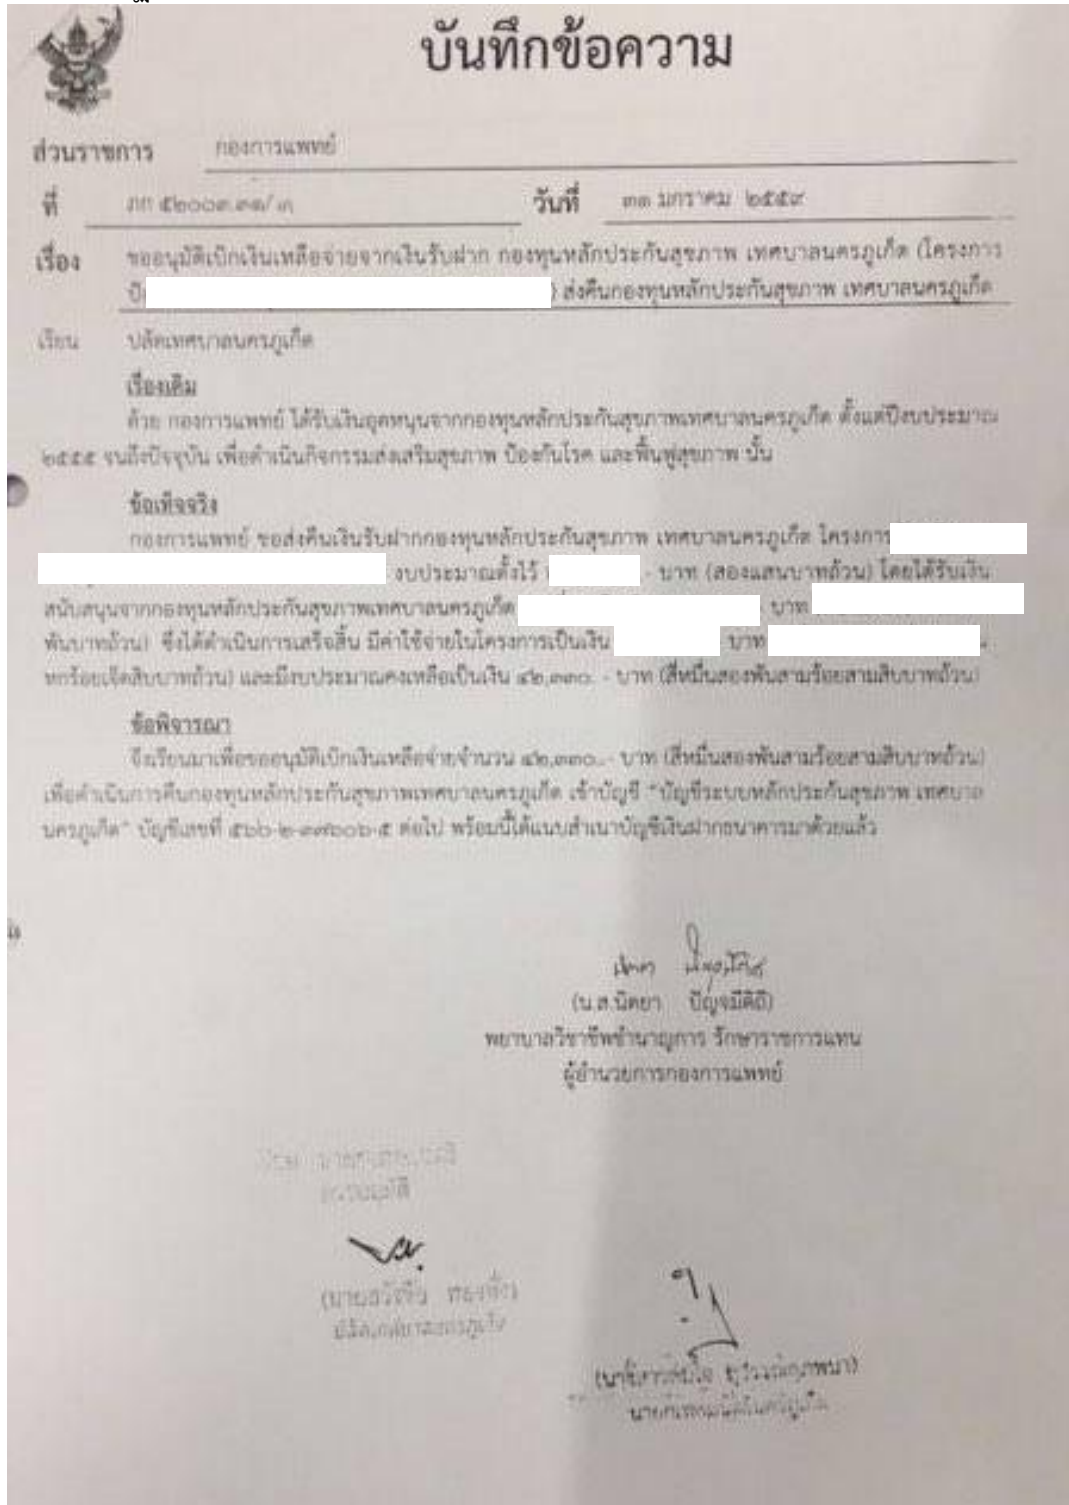 บันทึกข้อความ
ส่วนราชการ กองการแพทย์
ที่ ภก ๕๒๐๐๓.๓๑/ วันที่ ๓๑ มกราคม ๒๕๕๙
เรื่อง ขออนุมัติเบิกเงินเหลือจ่ายจากเงินรับฝาก กองทุนหลักประกันสุขภาพ เทศบาลนครภูเก็ต (โครงการ
) ส่งคืนกองทุนหลักประกันสุขภาพ เทศบาลนครภูเก็ต
เรียน ปลัดเทศบาลนครภูเก็ต
เรื่องเดิม
ด้วย กองการแพทย์ ได้รับเงินอุดหนุนจากกองทุนหลักประกันสุขภาพเทศบาลนครภูเก็ต ตั้งแต่ปีงบประมาณ
๒๕๕๕ จนถึงปัจจุบัน เพื่อดำเนินกิจกรรมส่งเสริมสุขภาพ ป้องกันโรค และฟื้นฟูสุขภาพ นั้น
ข้อเท็จจริง
กองการแพทย์ ขอส่งคืนเงินรับฝากกองทุนหลักประกันสุขภาพ เทศบาลนครภูเก็ต โครงการ
งบประมาณตั้งไว้ - บาท (สองแสนบาทถ้วน) โดยได้รับเงิน
สนับสนุนจากกองทุนหลักประกันสุขภาพเทศบาลนครภูเก็ต บาท
พันบาทถ้วน) ซึ่งได้ดำเนินการเสร็จสิ้น มีค่าใช้จ่ายในโครงการเป็นเงิน บาท
หกร้อยเจ็ดสิบบาทถ้วน) และมีงบประมาณคงเหลือเป็นเงิน ๔๒,๓๓๐. - บาท (สี่หมื่นสองพันสามร้อยสามสิบบาทถ้วน)
ข้อพิจารณา
จึงเรียนมาเพื่อขออนุมัติเบิกเงินเหลือจ่ายจำนวน ๔๒,๓๓๐.- บาท (สี่หมื่นสองพันสามร้อยสามสิบบาทถ้วน)
เพื่อดำเนินการคืนกองทุนหลักประกันสุขภาพเทศบาลนครภูเก็ต เข้าบัญชี "บัญชีระบบหลักประกันสุขภาพ เทศบาล
นครภูเก็ต" บัญชีเลขที่ ต่อไป พร้อมนี้ได้แนบสำเนาบัญชีเงินฝากธนาคารมาด้วยแล้ว
(น.ส.นิตยา ปัญจมีดิถี)
พยาบาลวิชาชีพชำนาญการ รักษาราชการแทน
ผู้อำนวยการกองการแพทย์
ปลัดเทศบาลนครภูเก็ต
นายกเทศมนตรีนครภูเก็ต